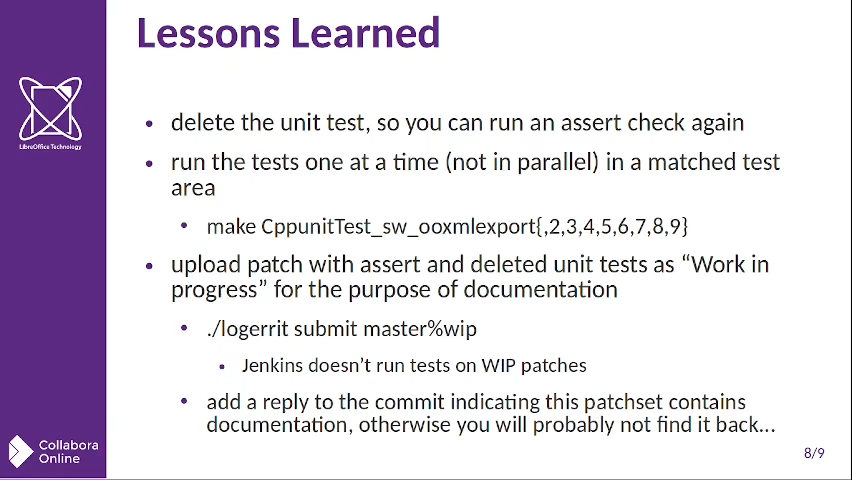 Lessons Learned
LibreOffice Technology
• delete the unit test, so you can run an assert check again
• run the tests one at a time (not in parallel) in a matched test
area
• make CppunitTest_sw_ooxmlexport{,2,3,4,5,6,7,8,9}
• upload patch with assert and deleted unit tests as “Work in
progress” for the purpose of documentation
• ./logerrit submit master%wip
• Jenkins doesn’t run tests on WIP patches
• add a reply to the commit indicating this patchset contains
documentation, otherwise you will probably not find it back...
Collabora
Online
8/9